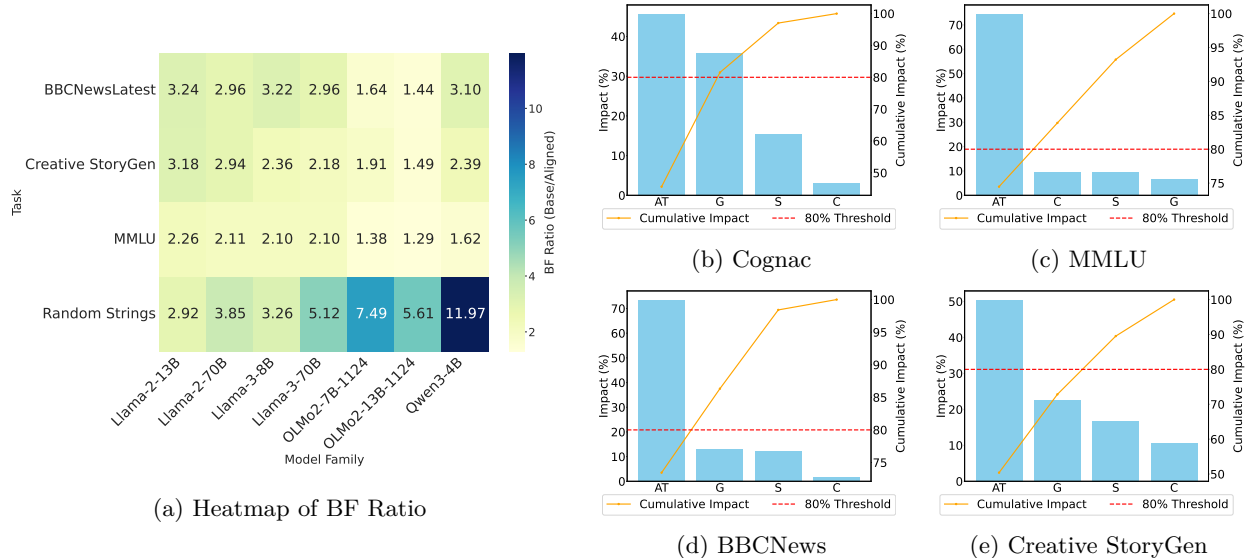 Task
BBCNewsLatest 3.24 2.96 3.22 2.96 1.64 1.44 3.10
Creative StoryGen 3.18 2.94 2.36 2.18 1.91 1.49 2.39
MMLU 2.26 2.11 2.10 2.10 1.38 1.29 1.62
Random Strings 2.92 3.85 3.26 5.12 7.49 5.61 11.97
Llama-2-13B
Llama-2-70B
Llama-3-8B
Llama-3-70B
OLMo2-7B-1124
OLMo2-13B-1124
Qwen3-4B
Model Family
10
8
6
4
2
BF Ratio (Base/Aligned)
(a) Heatmap of BF Ratio
Impact (%)
40
30
20
10
0
AT G S C
100
90
80
70
60
50
Cumulative Impact (%)
Cumulative Impact 80% Threshold
(b) Cognac
Impact (%)
70
60
50
40
30
20
10
0
AT C S G
100
95
90
85
80
75
Cumulative Impact (%)
Cumulative Impact 80% Threshold
(c) MMLU
Impact (%)
70
60
50
40
30
20
10
0
AT G S C
100
95
90
85
80
75
Cumulative Impact (%)
Cumulative Impact 80% Threshold
(d) BBCNews
Impact (%)
50
40
30
20
10
0
AT G S C
100
90
80
70
60
50
Cumulative Impact (%)
Cumulative Impact 80% Threshold
(e) Creative StoryGen